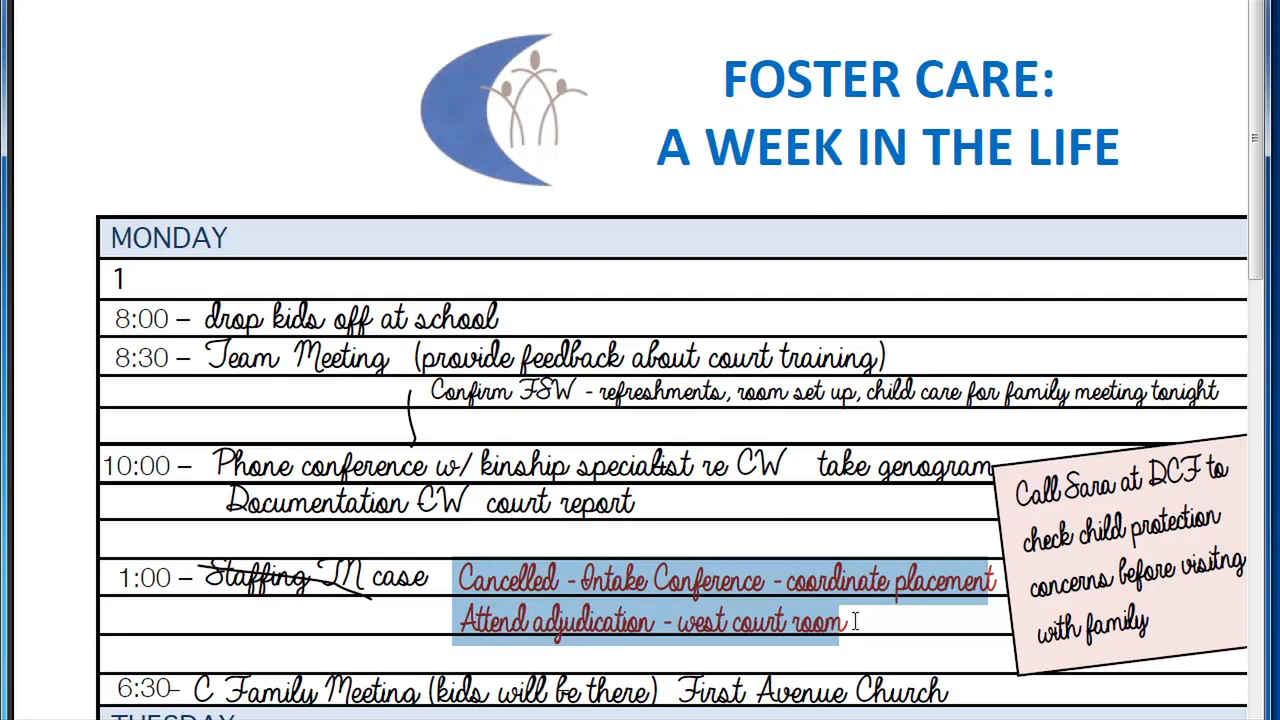 FOSTER CARE:
A WEEK IN THE LIFE
MONDAY
1
8:00 – drop kids off at school
8:30 – Team Meeting (provide feedback about court training)
Confirm FSW - refreshments, room set up, child care for family meeting tonight
10:00 – Phone conference w/ kinship specialist re CW take genogram
Documentation CW court report
Call Sara at DCF to
check child protection
concerns before visitng
with family
1:00 – Staffing IN case Cancelled - Intake Conference - coordinate placement
Attend adjudication - west court room
6:30– C Family Meeting (kids will be there) First Avenue Church
TUESDAY